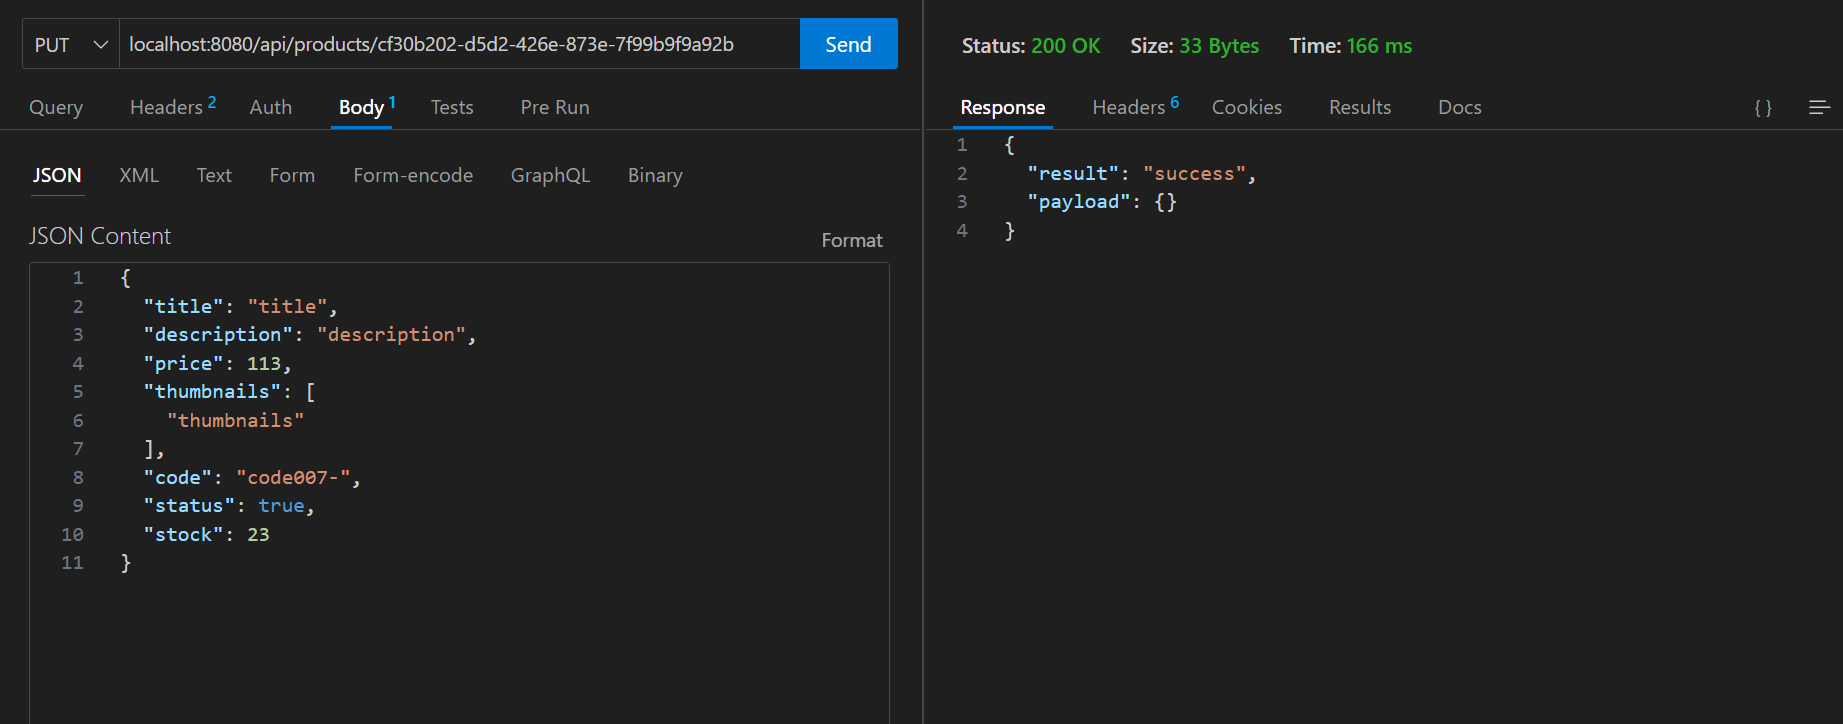 PUT localhost:8080/api/products/cf30b202-d5d2-426e-873e-7f99b9f9a92b Send
Query Headers 2 Auth Body 1 Tests Pre Run
JSON XML Text Form Form-encode GraphQL Binary
JSON Content
Format
1 {
2 "title": "title",
3 "description": "description",
4 "price": 113,
5 "thumbnails": [
6 "thumbnails"
7 ],
8 "code": "code007-",
9 "status": true,
10 "stock": 23
11 }
Status: 200 OK Size: 33 Bytes Time: 166 ms
Response Headers 6 Cookies Results Docs { }
1 {
2 "result": "success",
3 "payload": {}
4 }